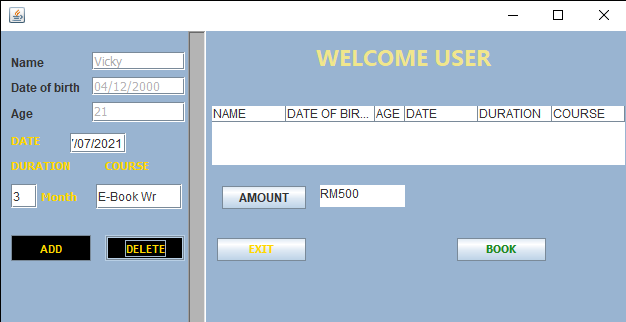 WELCOME USER
Name Vicky
Date of birth 04/12/2000
Age 21
DATE /07/2021
DURATION COURSE
3 Month E-Book Wr
ADD DELETE
NAME DATE OF BIR... AGE DATE DURATION COURSE
AMOUNT RM500
EXIT BOOK